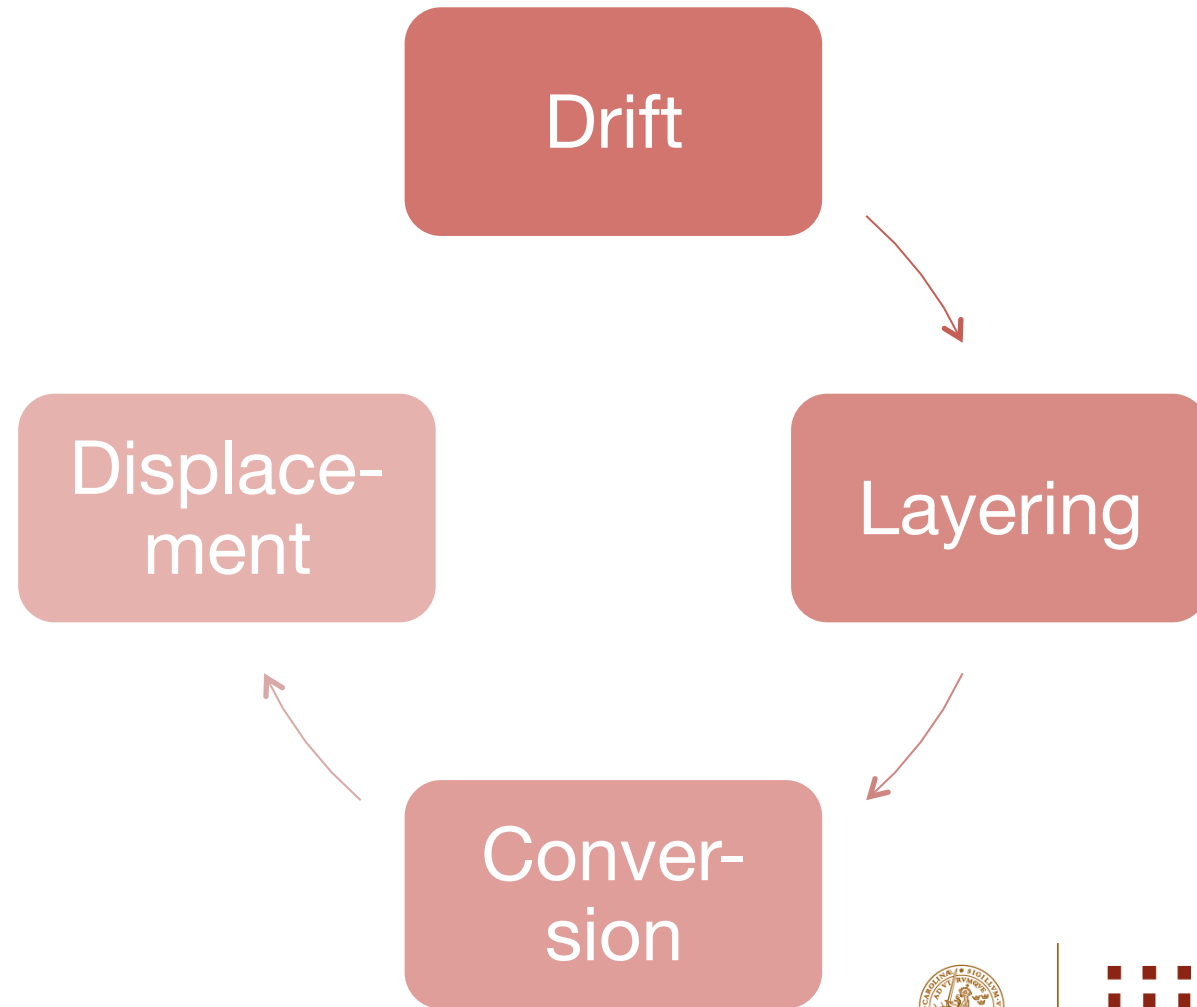 Drift
Layering
Conver-
sion
Displace-
ment